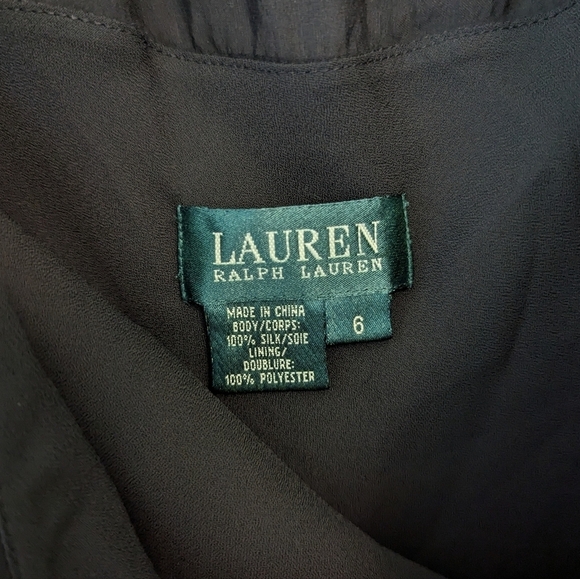 LAUREN
RALPH LAUREN
MADE IN CHINA
BODY/CORPS:
100% SILK/SOIE
LINING/
DOUBLURE:
100% POLYESTER
6